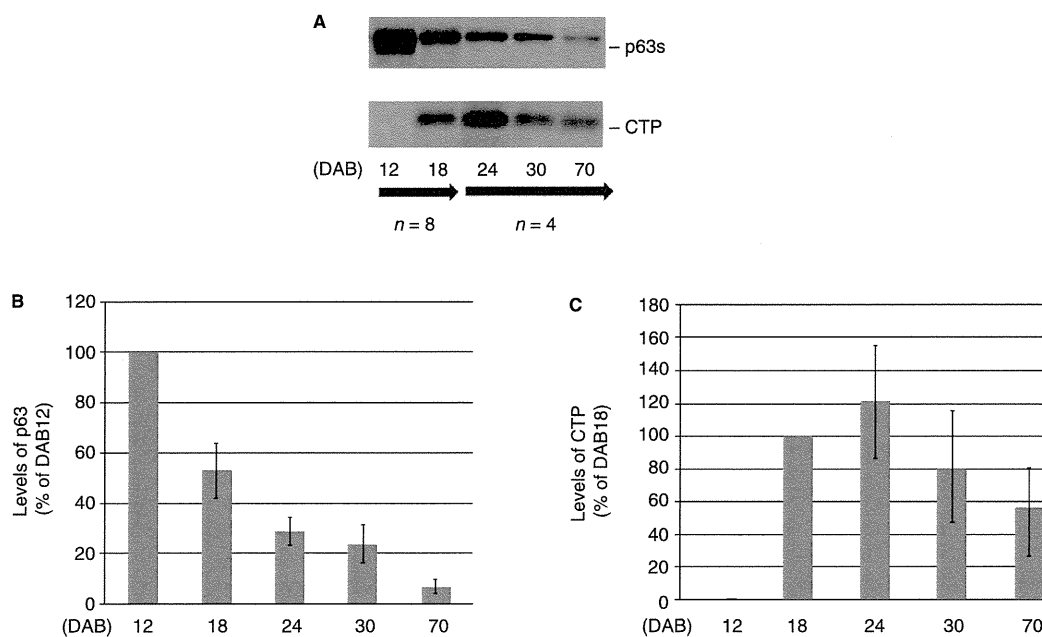 A
– p63s
– CTP
(DAB) 12 18 24 30 70
n = 8 n = 4
B
120
100
80
60
40
20
0
Levels of p63
(% of DAB12)
(DAB) 12 18 24 30 70
C
180
160
140
120
100
80
60
40
20
0
Levels of CTP
(% of DAB18)
(DAB) 12 18 24 30 70